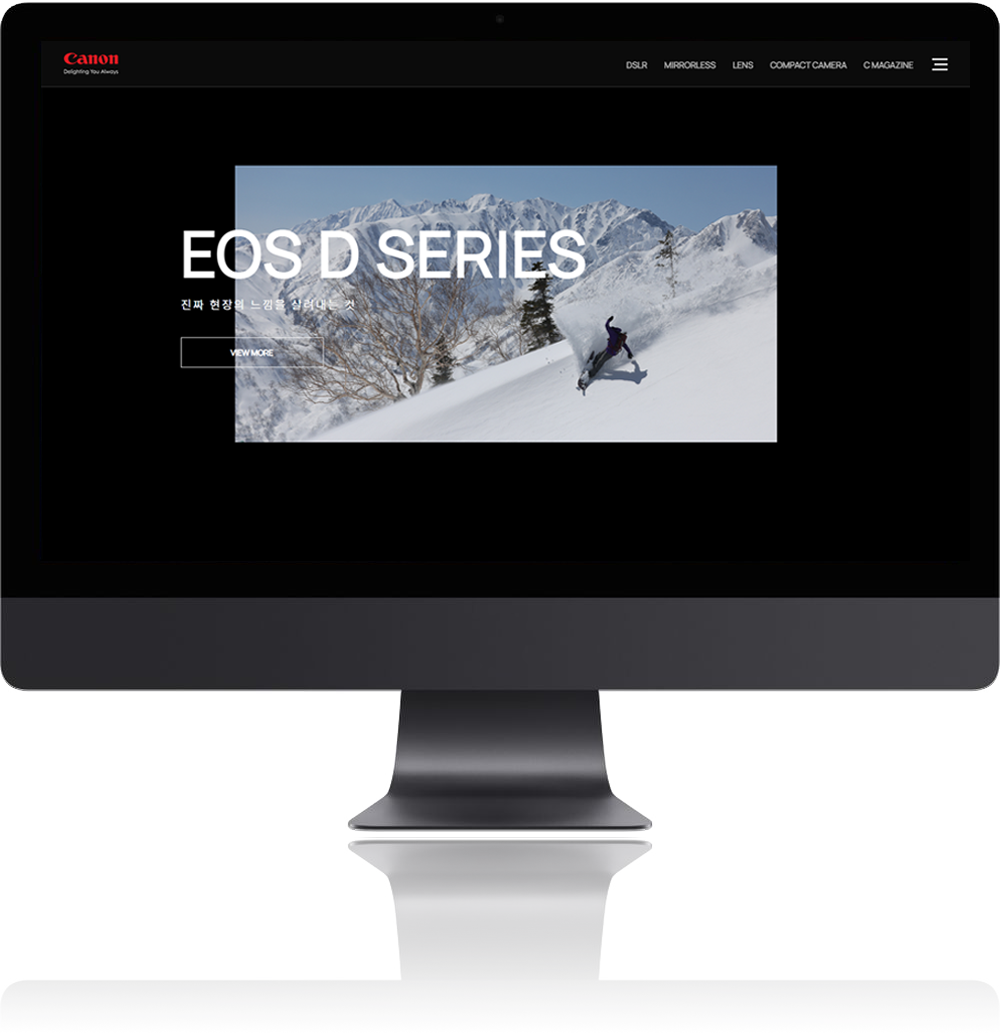 Canon
Delighting You Always
DSLR MIRRORLESS LENS COMPACT CAMERA C MAGAZINE
EOS D SERIES
진짜 현장의 느낌을 살려내는 컷
VIEW MORE